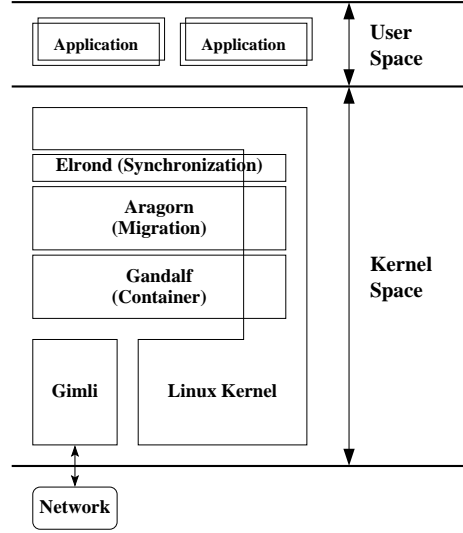 Application
Application
User
Space
Elrond (Synchronization)
Aragorn
(Migration)
Gandalf
(Container)
Kernel
Space
Gimli
Linux Kernel
Network